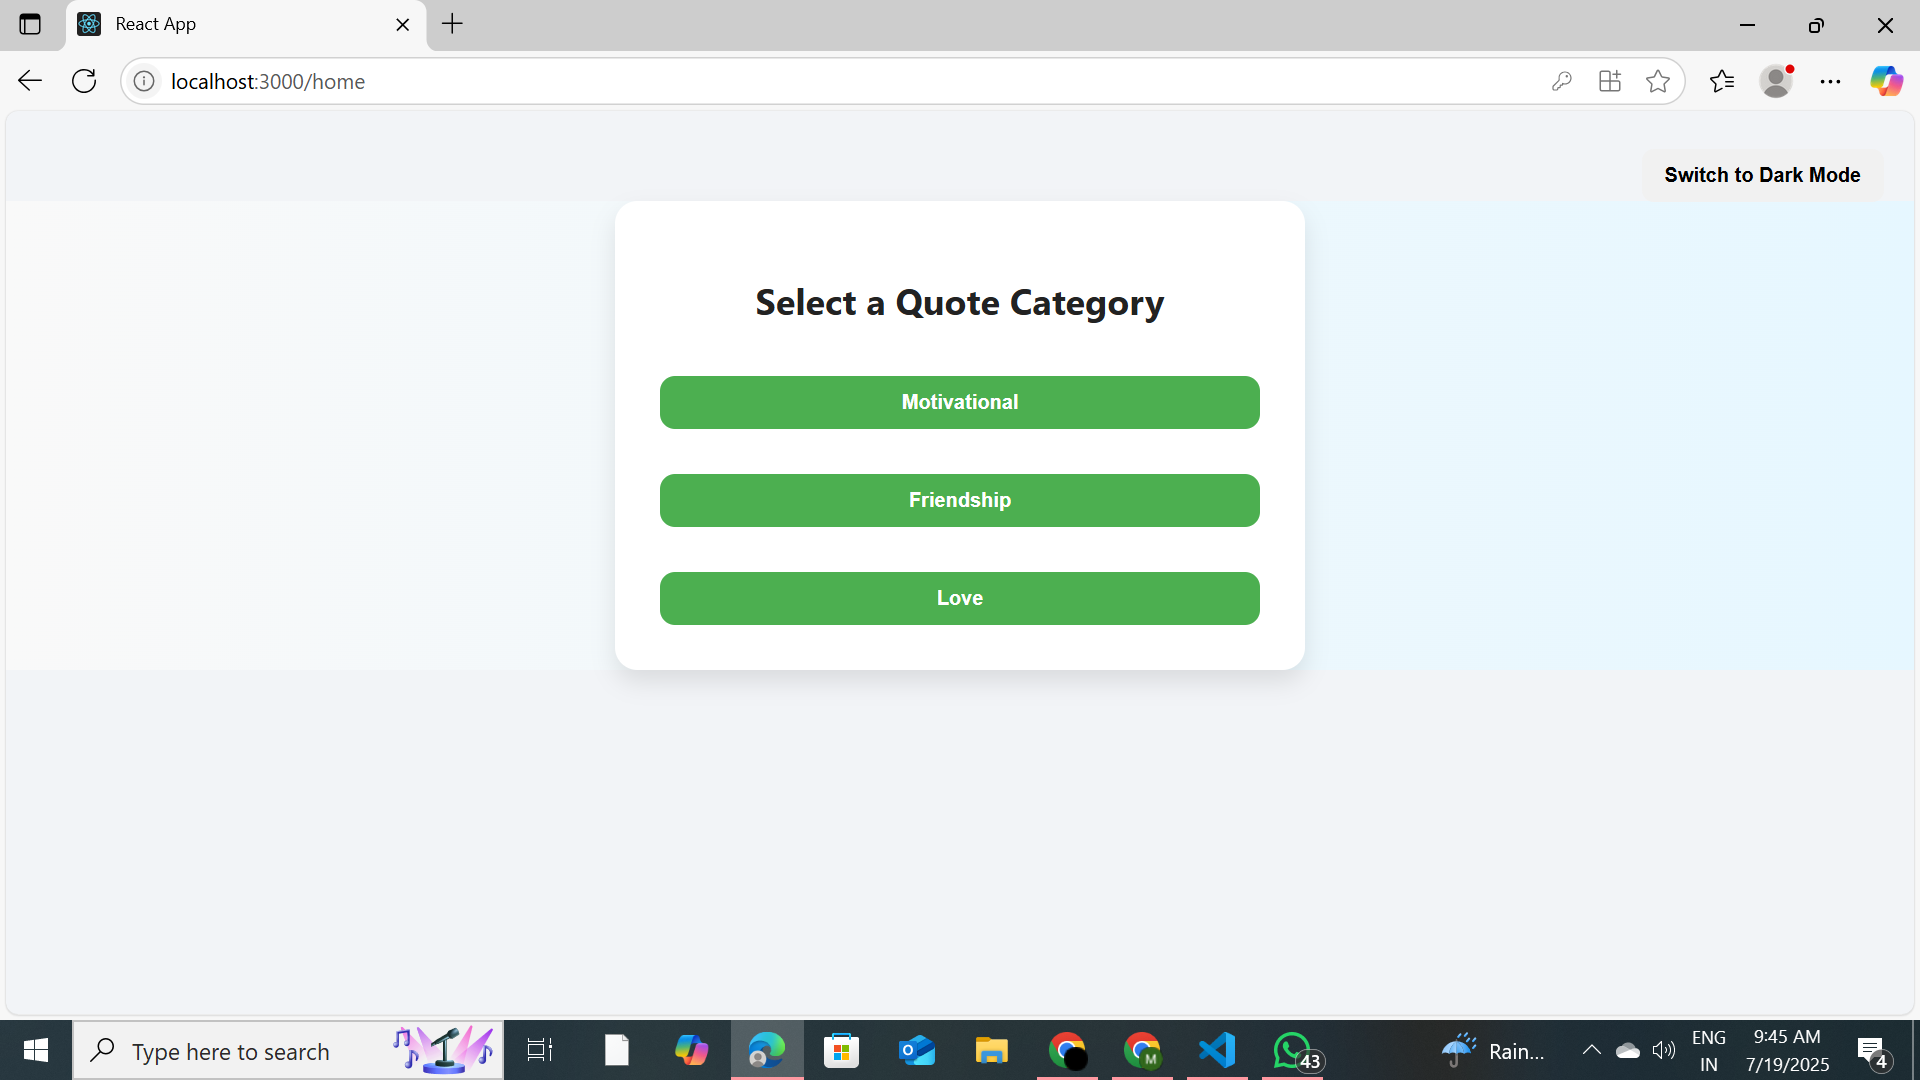 React App
localhost:3000/home
Switch to Dark Mode
Select a Quote Category
Motivational
Friendship
Love
Type here to search
M
43
Rain...
ENG
IN
9:45 AM
7/19/2025
4